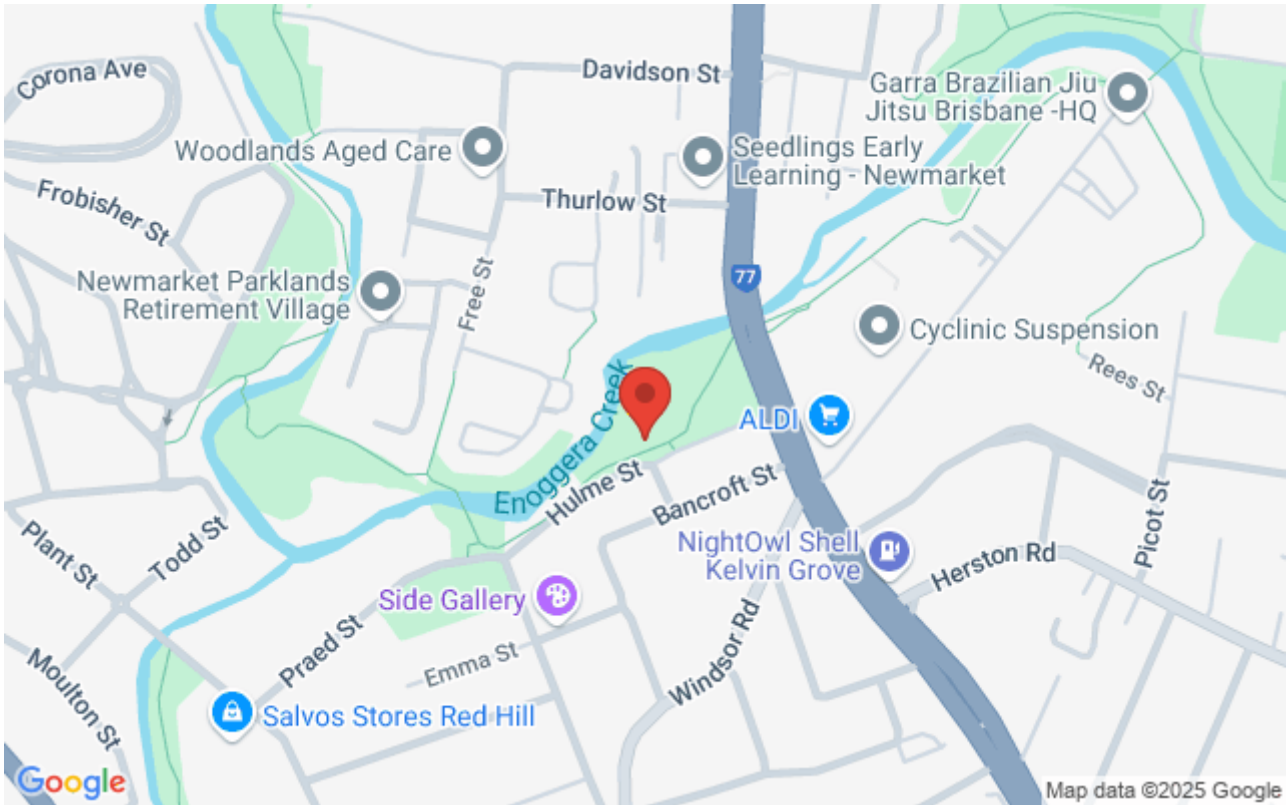 Corona Ave
Davidson St
Garra Brazilian Jiu
Jitsu Brisbane -HQ
Woodlands Aged Care
Seedlings Early
Learning - Newmarket
Frobisher St
Thurlow St
Newmarket Parklands
Retirement Village
Free St
77
Cyclinic Suspension
Rees St
Enoggera Creek
ALDI
Hulme St
Bancroft St
Picot St
Plant St
Todd St
NightOwl Shell
Kelvin Grove
Herston Rd
Side Gallery
Praed St
Emma St
Windsor Rd
Moulton St
Salvos Stores Red Hill
Google
Map data ©2025 Google